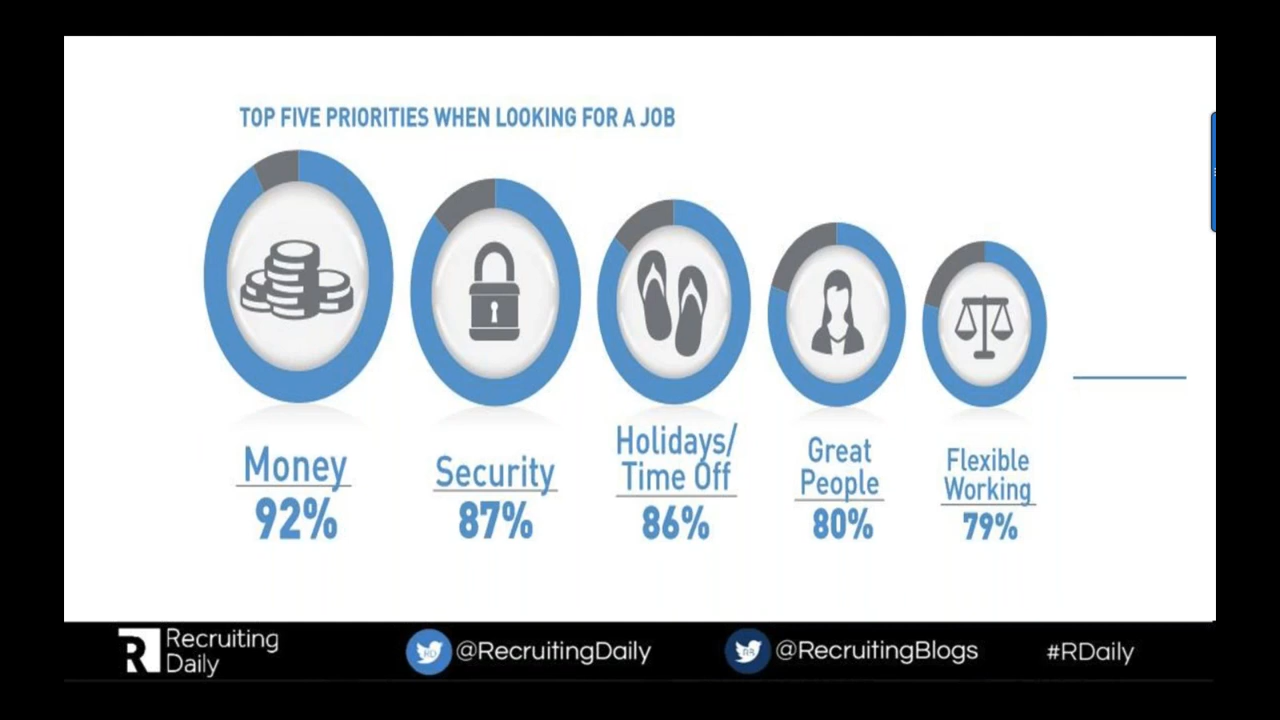 TOP FIVE PRIORITIES WHEN LOOKING FOR A JOB
Money
92%
Security
87%
Holidays/
Time Off
86%
Great
People
80%
Flexible
Working
79%
R
Recruiting
Daily
@RecruitingDaily
@RecruitingBlogs
#RDaily